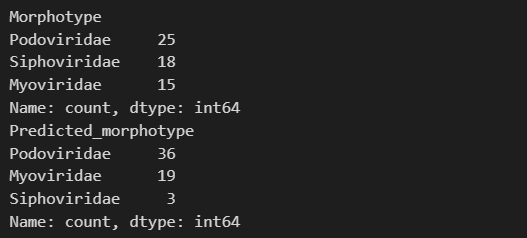 Morphotype
Podoviridae     25
Siphoviridae    18
Myoviridae      15
Name: count, dtype: int64
Predicted_morphotype
Podoviridae     36
Myoviridae      19
Siphoviridae     3
Name: count, dtype: int64